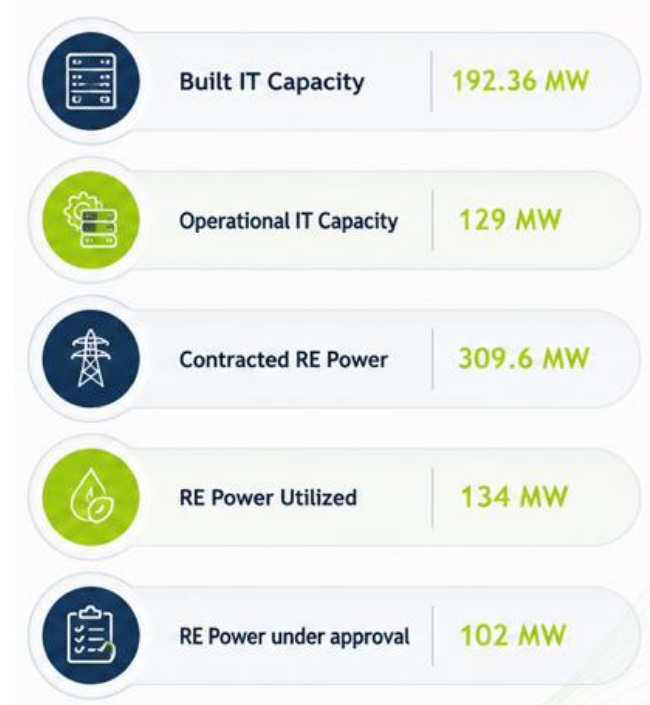 Built IT Capacity
192.36 MW
Operational IT Capacity
129 MW
Contracted RE Power
309.6 MW
RE Power Utilized
134 MW
RE Power under approval
102 MW